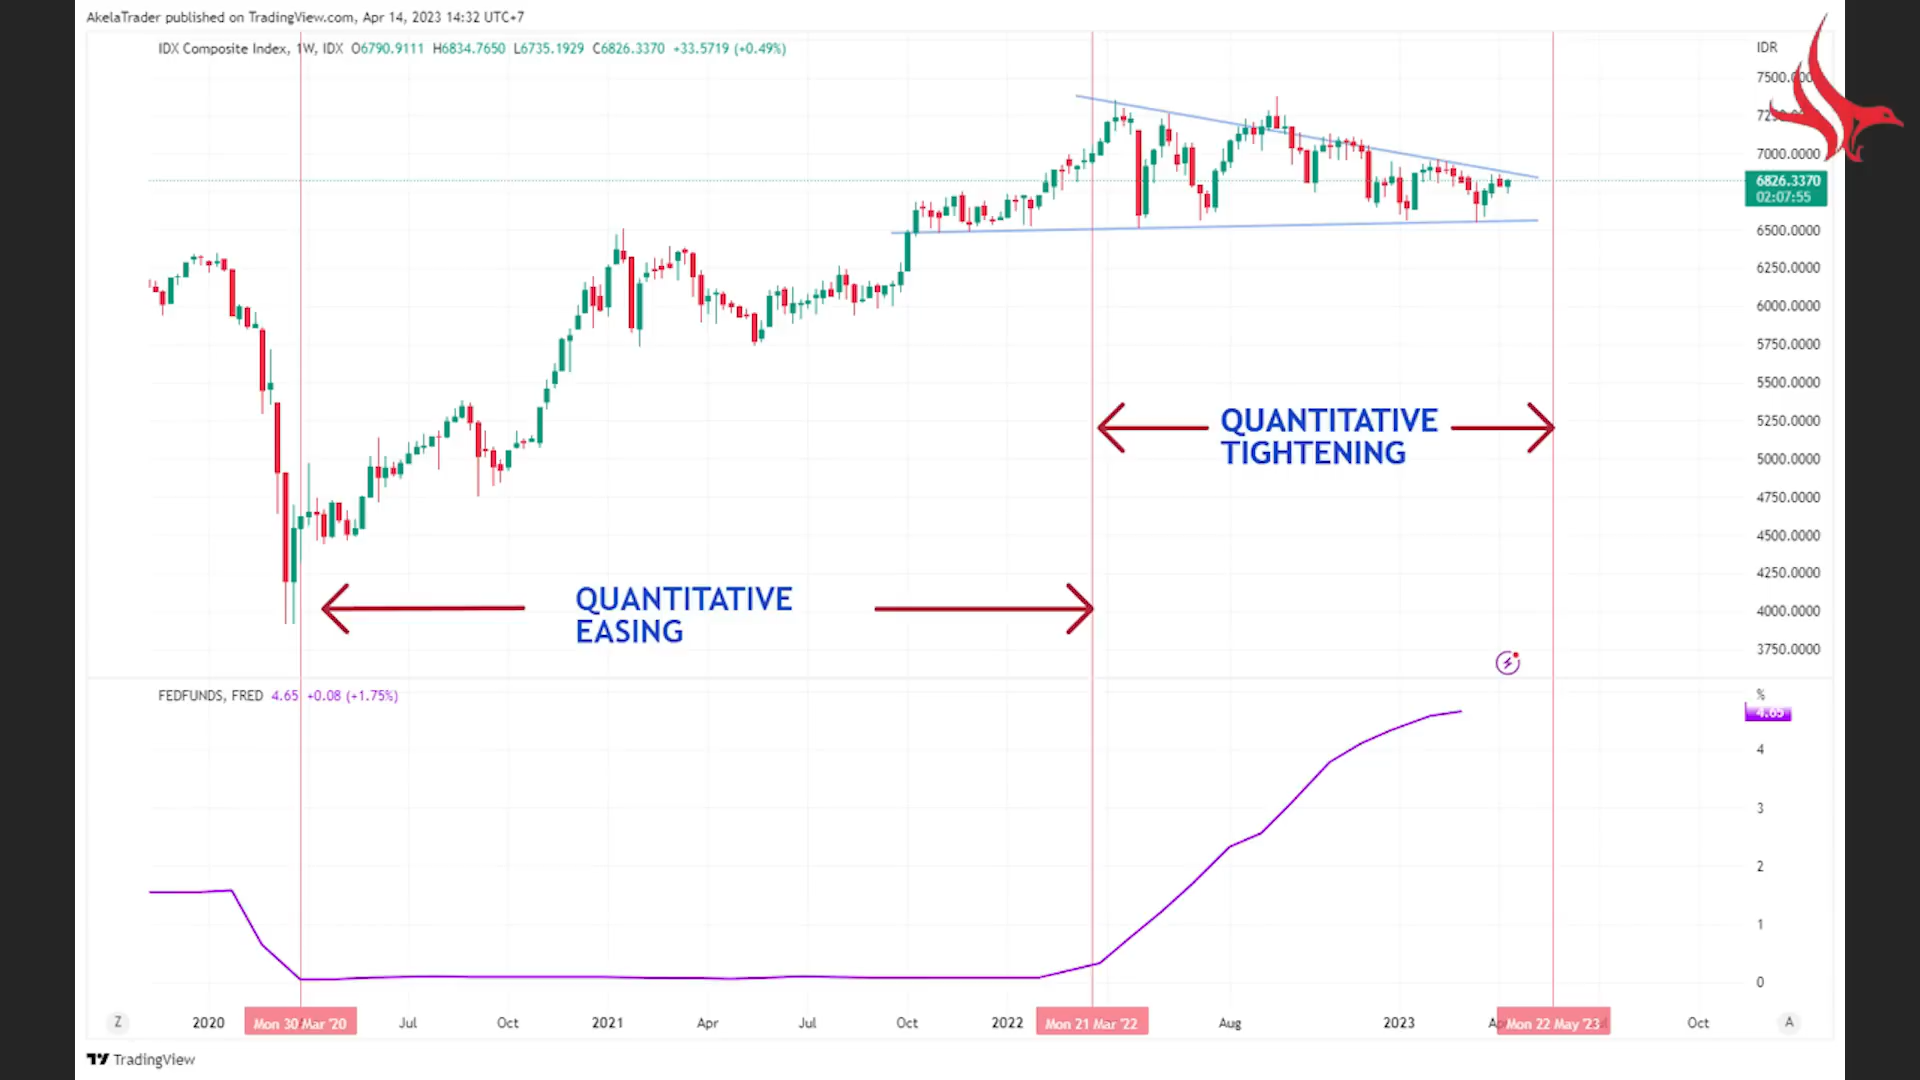 AkelaTrader published on TradingView.com, Apr 14, 2023 14:32 UTC+7
IDX Composite Index, 1W, IDX O6790.9111 H6834.7650 L6735.1929 C6826.3370 +33.5719 (+0.49%)
IDR
7500.000
7000.0000
6826.3370
02:07:55
6500.0000
6250.0000
6000.0000
5750.0000
5500.0000
5250.0000
5000.0000
4750.0000
4500.0000
4250.0000
4000.0000
3750.0000
QUANTITATIVE
TIGHTENING
QUANTITATIVE
EASING
FEDFUNDS, FRED 4.65 +0.08 (+1.75%)
%
4.65
4
3
2
1
0
Z 2020 Mon 30 Mar '20 Jul Oct 2021 Apr Jul Oct 2022 Mon 21 Mar '22 Aug 2023 Mon 22 May '23 Oct A
TradingView